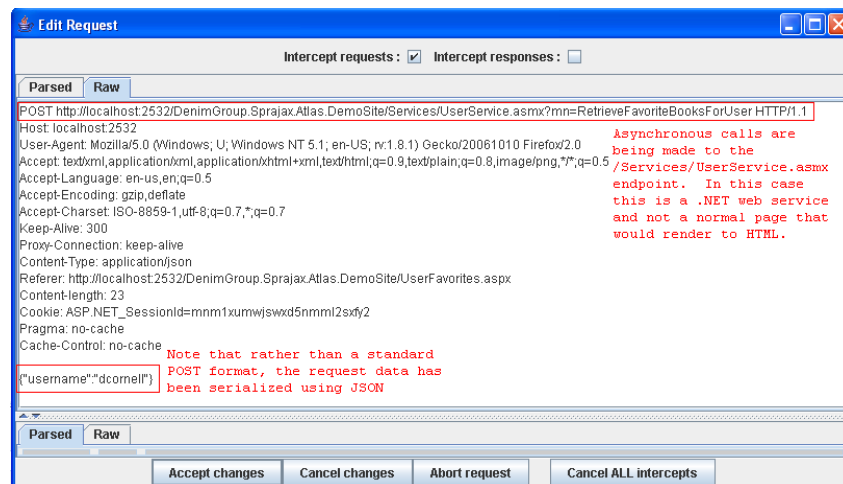 Edit Request
Intercept requests : Intercept responses :
Parsed Raw
POST http://localhost:2532/DenimGroup.Sprajax.Atlas.DemoSite/Services/UserService.asmx?mn=RetrieveFavoriteBooksForUser HTTP/1.1
Host: localhost:2532
User-Agent: Mozilla/5.0 (Windows; U; Windows NT 5.1; en-US; rv:1.8.1) Gecko/20061010 Firefox/2.0
Accept: text/xml,application/xml,application/xhtml+xml,text/html;q=0.9,text/plain;q=0.8,image/png,*/*;q=0.5
Accept-Language: en-us,en;q=0.5
Accept-Encoding: gzip,deflate
Accept-Charset: ISO-8859-1,utf-8;q=0.7,*;q=0.7
Keep-Alive: 300
Proxy-Connection: keep-alive
Content-Type: application/json
Referer: http://localhost:2532/DenimGroup.Sprajax.Atlas.DemoSite/UserFavorites.aspx
Content-length: 23
Cookie: ASP.NET_SessionId=mnm1xumwjswxd5nmml2sxfy2
Pragma: no-cache
Cache-Control: no-cache
{"username":"dcornell"}
Asynchronous calls are
being made to the
/Services/UserService.asmx
endpoint. In this case
this is a .NET web service
and not a normal page that
would render to HTML.
Note that rather than a standard
POST format, the request data has
been serialized using JSON
Parsed Raw
Accept changes Cancel changes Abort request Cancel ALL intercepts